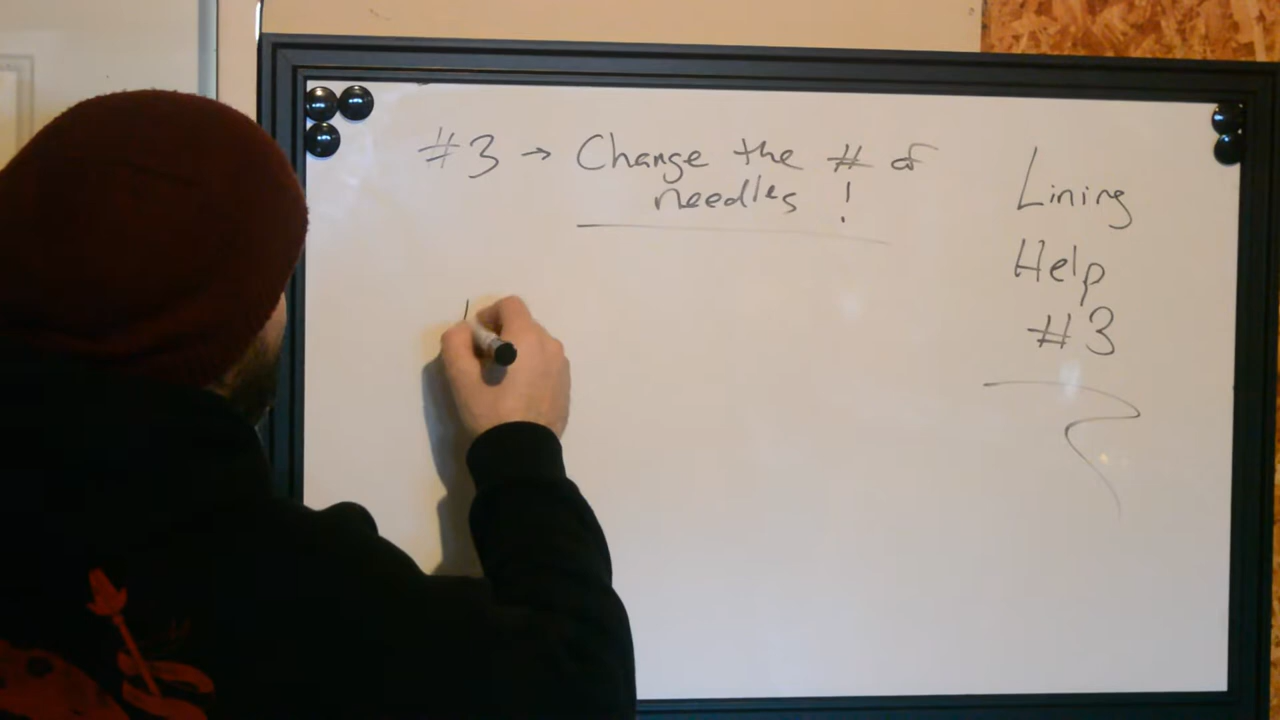 #3 → Change the # of
needles !
Lining
Help
#3